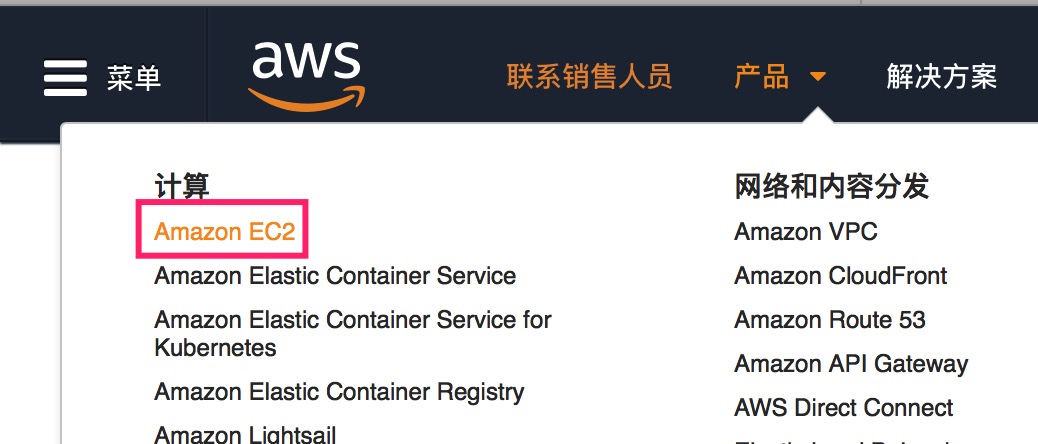 菜单
aws
联系销售人员
产品
解决方案
计算
Amazon EC2
Amazon Elastic Container Service
Amazon Elastic Container Service for
Kubernetes
Amazon Elastic Container Registry
Amazon Lightsail
网络和内容分发
Amazon VPC
Amazon CloudFront
Amazon Route 53
Amazon API Gateway
AWS Direct Connect